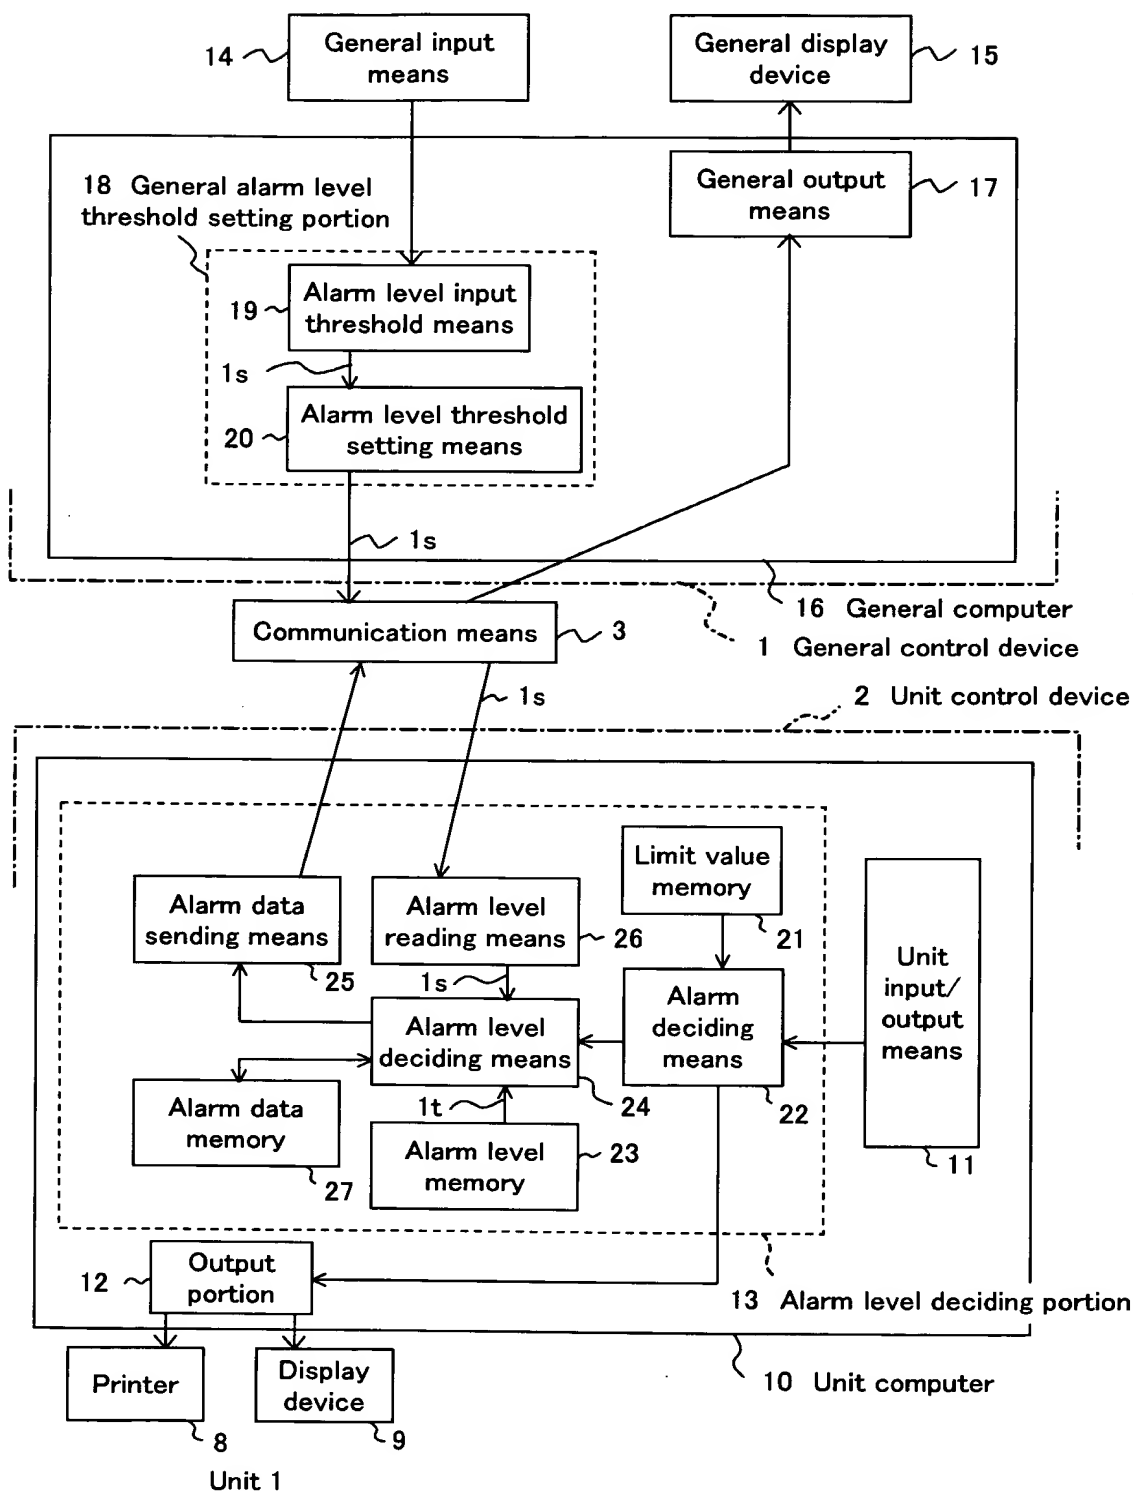 14
General input
means
General display
device
15
18 General alarm level
threshold setting portion
General output
means
17
19
Alarm level input
threshold means
1s
20
Alarm level threshold
setting means
1s
16 General computer
Communication means
3
1 General control device
1s
2 Unit control device
Limit value
memory
21
Alarm data
sending means
25
Alarm level
reading means
26
1s
Unit
input/
output
means
11
Alarm level
deciding means
24
Alarm
deciding
means
22
1t
Alarm data
memory
27
Alarm level
memory
23
12
Output
portion
13 Alarm level deciding portion
Printer
8
Display
device
9
10 Unit computer
Unit 1